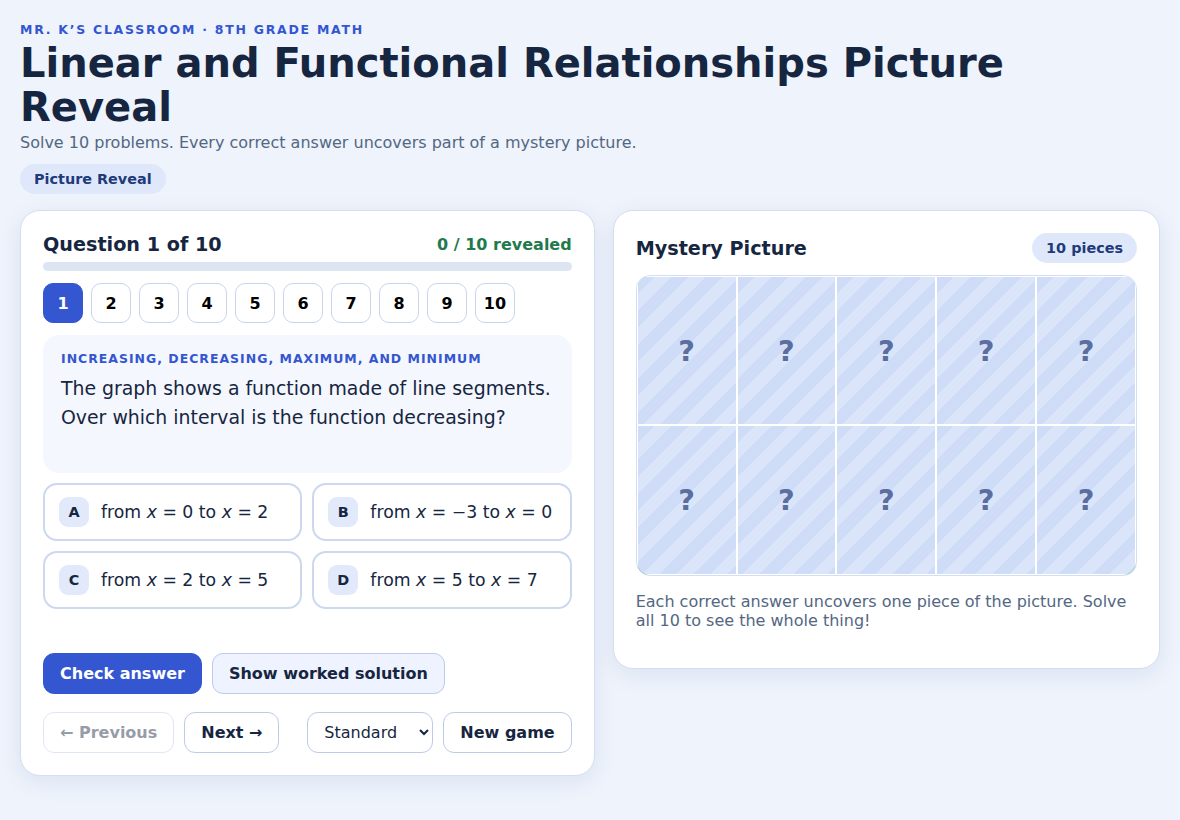 MR. K’S CLASSROOM · 8TH GRADE MATH
Linear and Functional Relationships Picture
Reveal
Solve 10 problems. Every correct answer uncovers part of a mystery picture.
Picture Reveal
Question 1 of 10
0 / 10 revealed
1 2 3 4 5 6 7 8 9 10
INCREASING, DECREASING, MAXIMUM, AND MINIMUM
The graph shows a function made of line segments.
Over which interval is the function decreasing?
A from x = 0 to x = 2
B from x = −3 to x = 0
C from x = 2 to x = 5
D from x = 5 to x = 7
Check answer
Show worked solution
← Previous
Next →
Standard
New game
Mystery Picture
10 pieces
? ? ? ? ?
? ? ? ? ?
Each correct answer uncovers one piece of the picture. Solve
all 10 to see the whole thing!